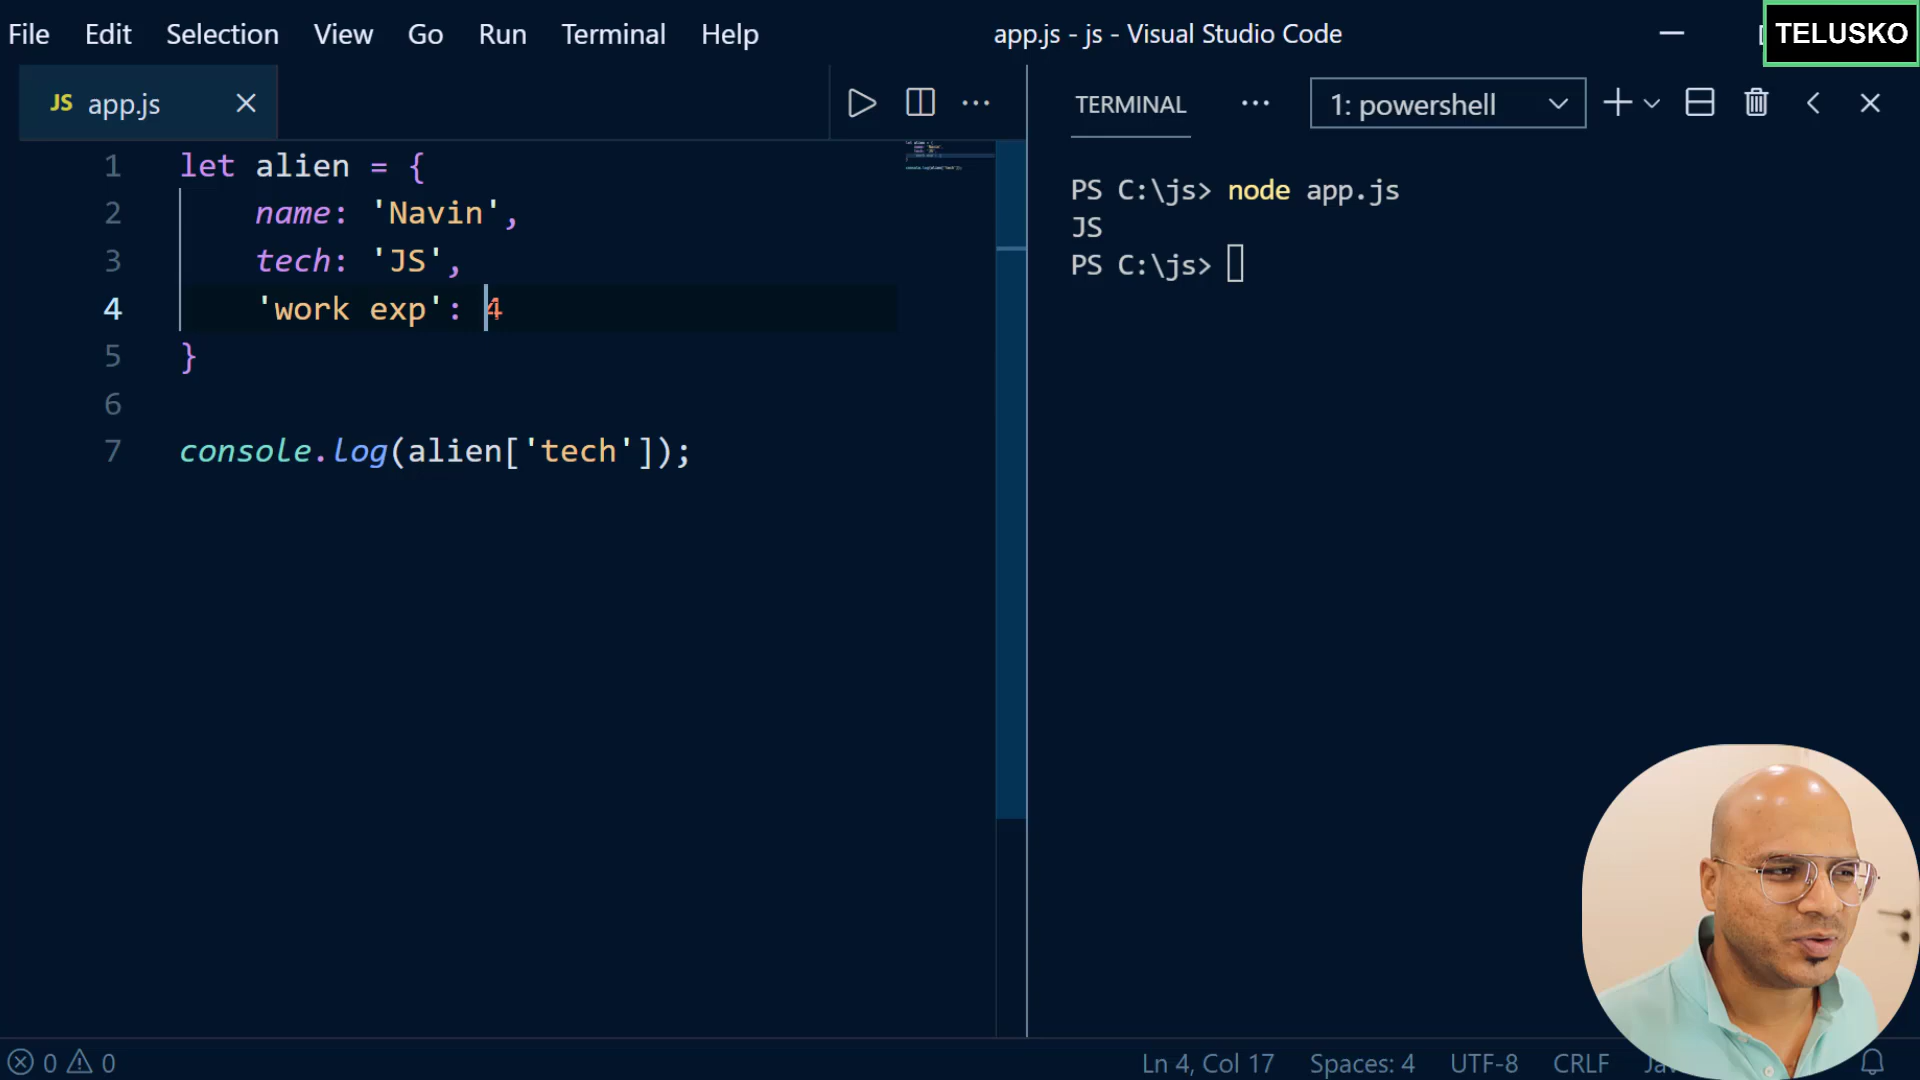 File Edit Selection View Go Run Terminal Help app.js - js - Visual Studio Code TELUSKO
JS app.js
TERMINAL 1: powershell
1 let alien = {
2 name: 'Navin',
3 tech: 'JS',
4 'work exp': 4
5 }
6
7 console.log(alien['tech']);
PS C:\js> node app.js
JS
PS C:\js>
0 0 Ln 4, Col 17 Spaces: 4 UTF-8 CRLF